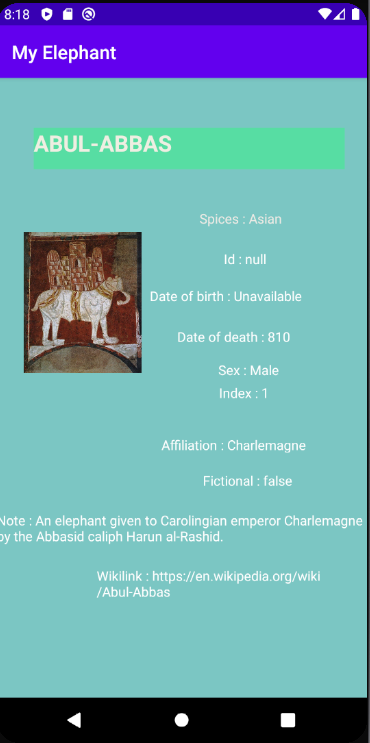 8:18
My Elephant
ABUL-ABBAS
Spices : Asian
Id : null
Date of birth : Unavailable
Date of death : 810
Sex : Male
Index : 1
Affiliation : Charlemagne
Fictional : false
Note : An elephant given to Carolingian emperor Charlemagne
by the Abbasid caliph Harun al-Rashid.
Wikilink : https://en.wikipedia.org/wiki
/Abul-Abbas